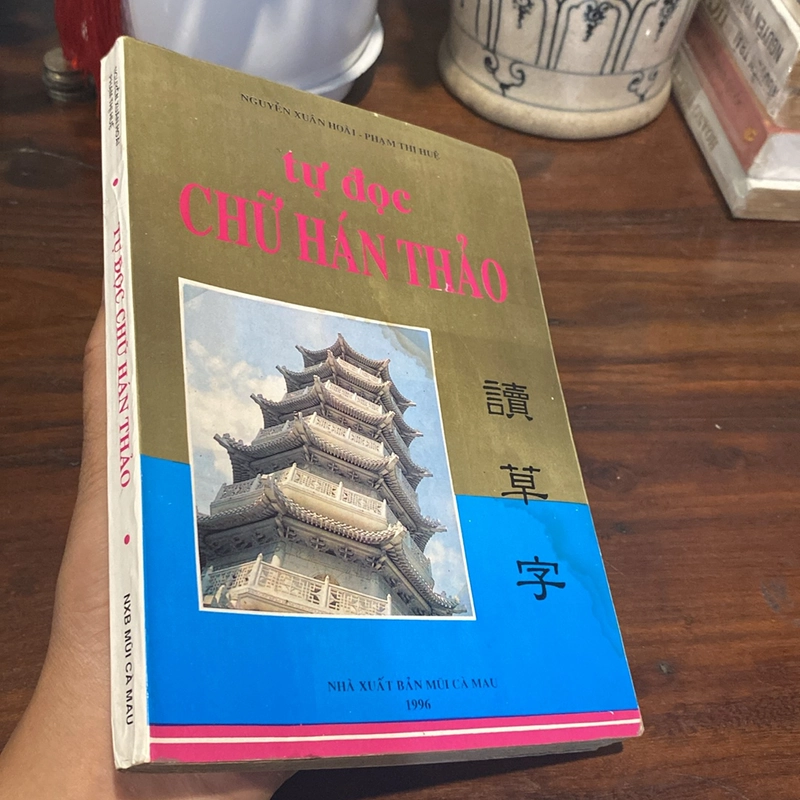 NGUYỄN XUÂN HOÀI - PHẠM THỊ HUỆ
tự đọc
CHỮ HÁN THẢO
讀
草
字
NHÀ XUẤT BẢN MŨI CÀ MAU
1996
TỰ ĐỌC CHỮ HÁN THẢO
NXB MŨI CÀ MAU